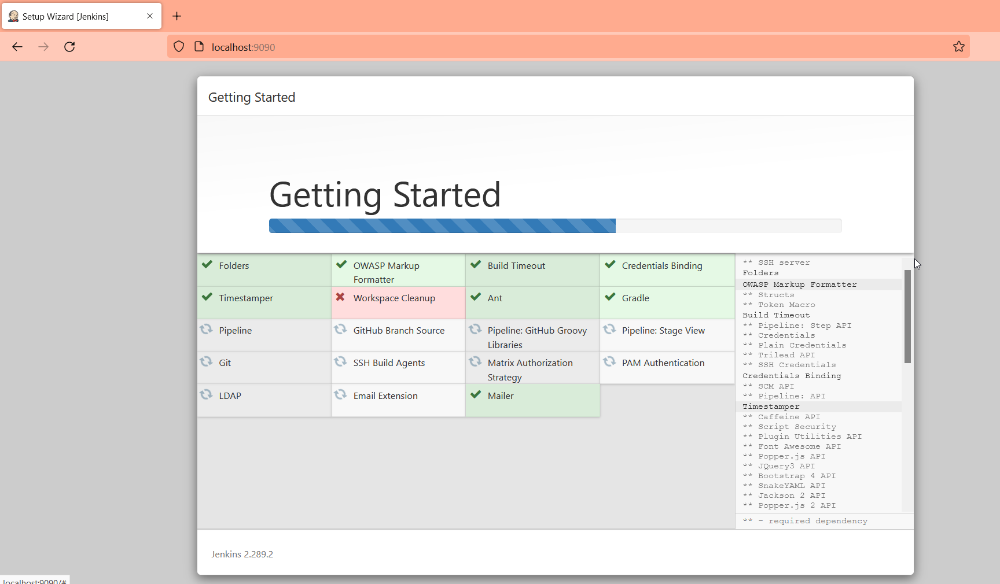 Setup Wizard [Jenkins]
localhost:9090
Getting Started
Getting Started
Folders
OWASP Markup
Formatter
Build Timeout
Credentials Binding
Timestamper
Workspace Cleanup
Ant
Gradle
Pipeline
GitHub Branch Source
Pipeline: GitHub Groovy
Libraries
Pipeline: Stage View
Git
SSH Build Agents
Matrix Authorization
Strategy
PAM Authentication
LDAP
Email Extension
Mailer
** SSH server
Folders
OWASP Markup Formatter
** Structs
** Token Macro
Build Timeout
** Pipeline: Step API
** Credentials
** Plain Credentials
** Trilead API
** SSH Credentials
Credentials Binding
** SCM API
** Pipeline: API
Timestamper
** Caffeine API
** Script Security
** Plugin Utilities API
** Font Awesome API
** Popper.js API
** JQuery3 API
** Bootstrap 4 API
** SnakeYAML API
** Jackson 2 API
** Popper.js 2 API
** - required dependency
Jenkins 2.289.2
localhost:9090/#